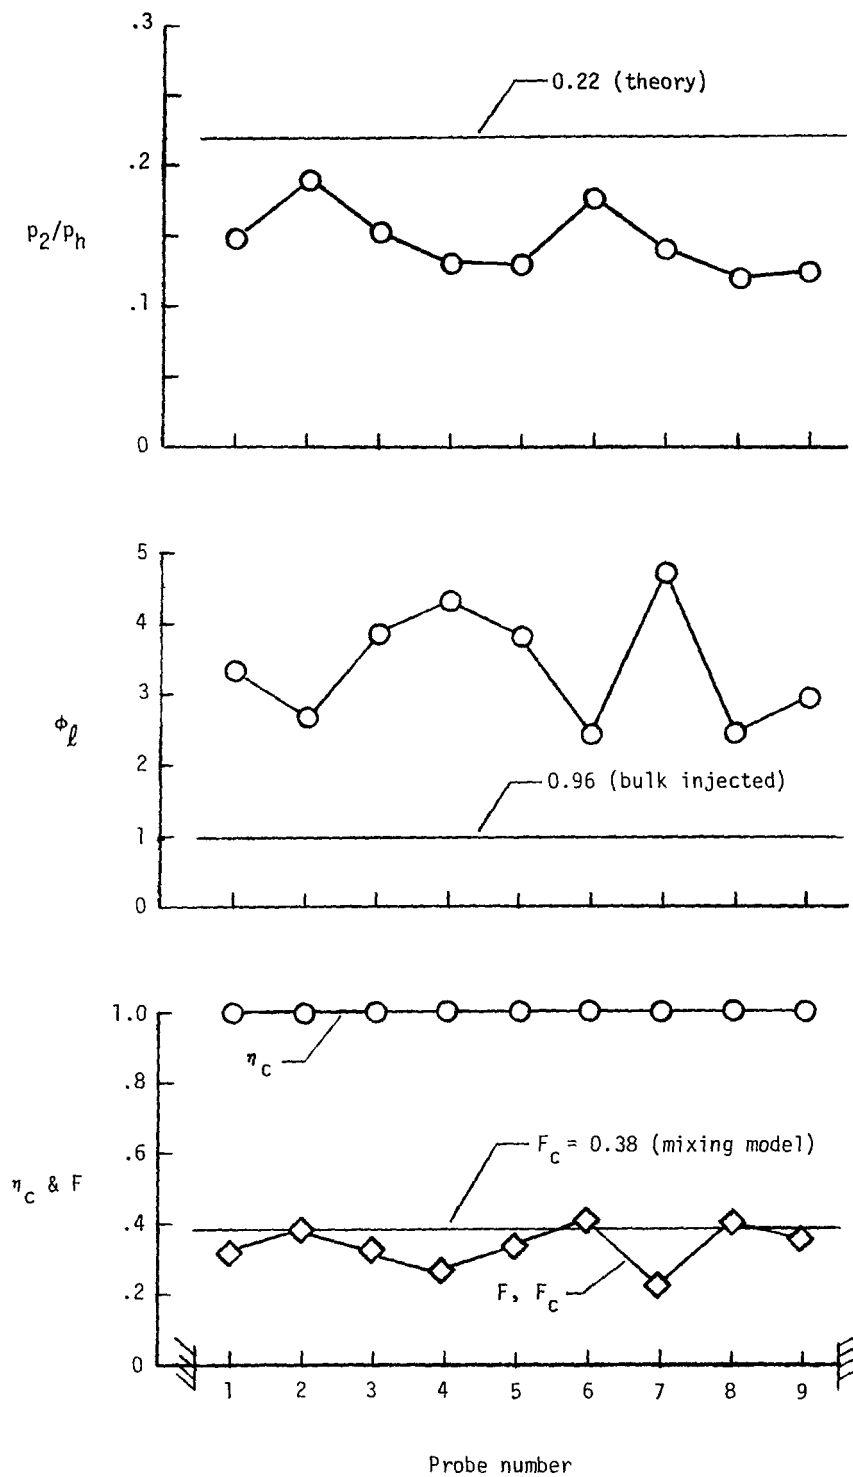 .3
0.22 (theory)
.2
p2/ph
.1
0
5
4
3
ϕℓ
2
0.96 (bulk injected)
1
0
1.0
ηc
.8
.6
Fc = 0.38 (mixing model)
ηc & F
.4
F, Fc
.2
0
1 2 3 4 5 6 7 8 9
Probe number